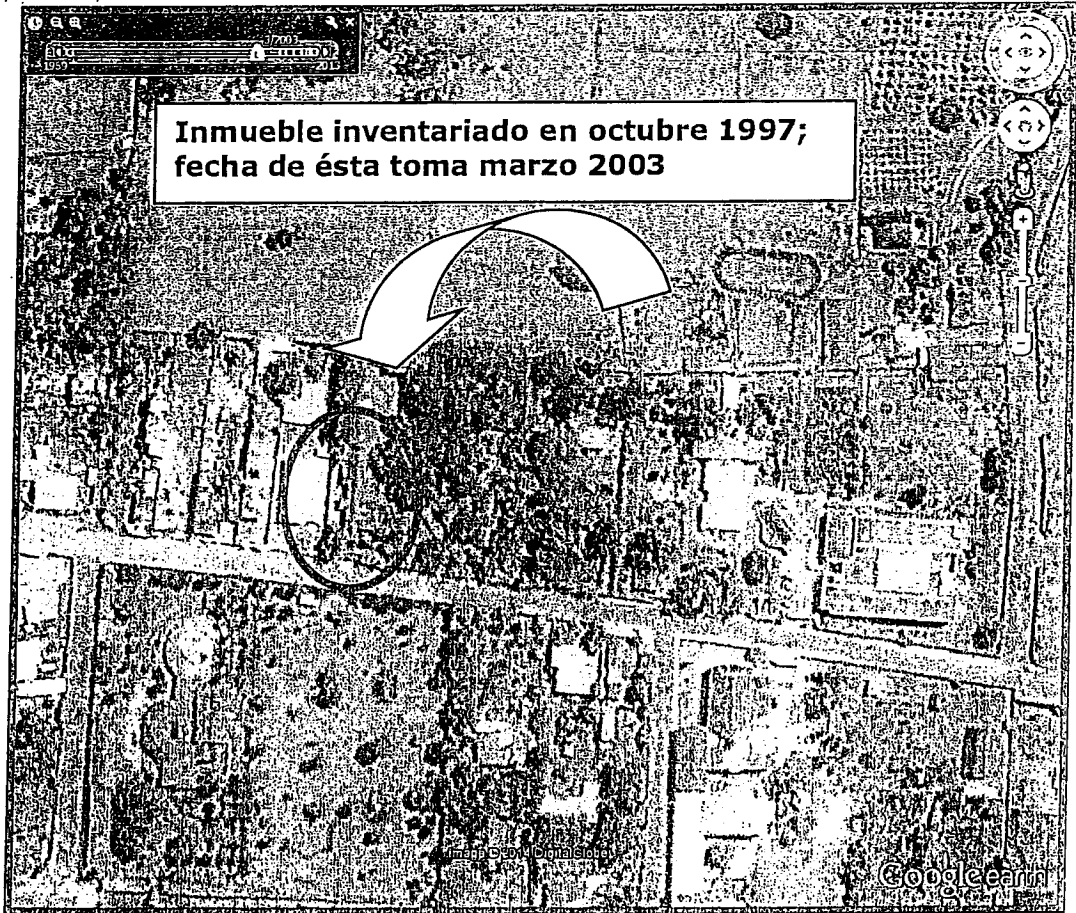 Inmueble inventariado en octubre 1997;
fecha de ésta toma marzo 2003
Google earth